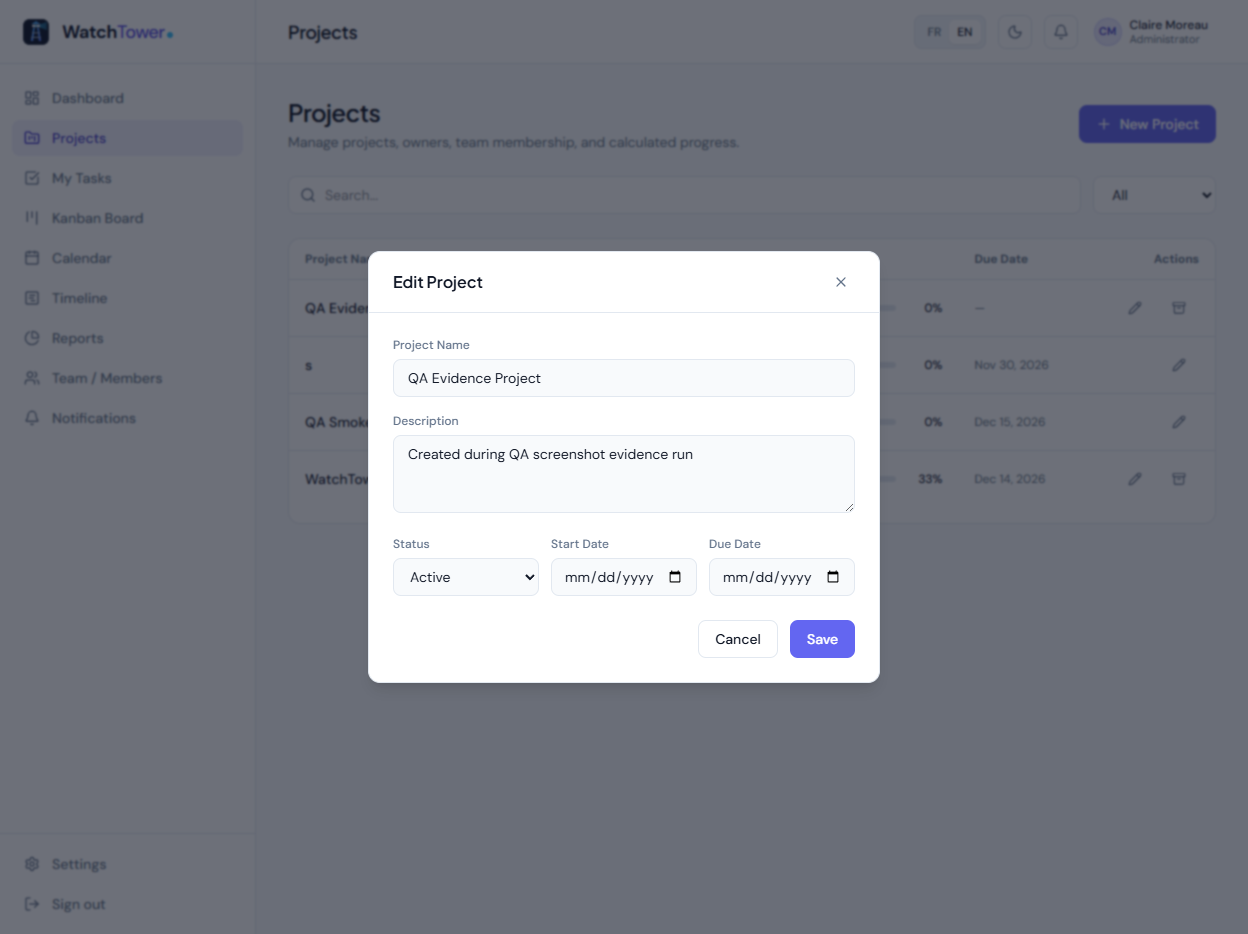 WatchTower
Projects
FR EN
CM
Claire Moreau
Administrator
Dashboard
Projects
My Tasks
Kanban Board
Calendar
Timeline
Reports
Team / Members
Notifications
Settings
Sign out
Projects
Manage projects, owners, team membership, and calculated progress.
+ New Project
Search...
All
Project Due Date Actions
QA 0% —
s 0% Nov 30, 2026
QA 0% Dec 15, 2026
33% Dec 14, 2026
Edit Project
Project Name
QA Evidence Project
Description
Created during QA screenshot evidence run
Status Start Date Due Date
Active mm/dd/yyyy mm/dd/yyyy
Cancel Save